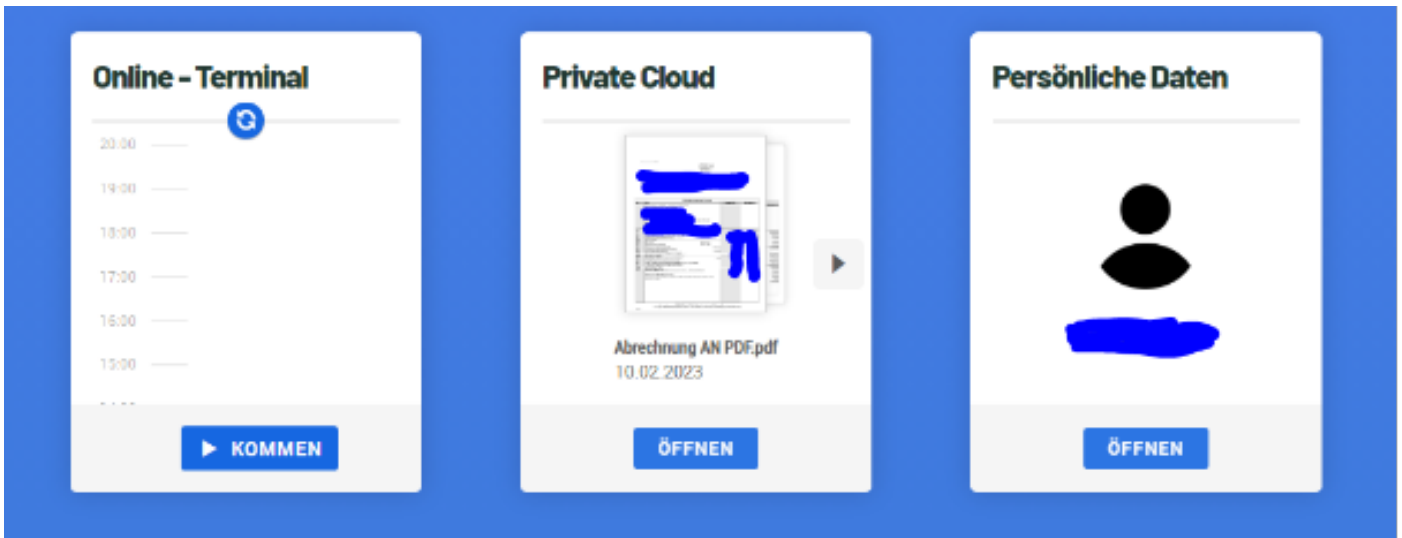 Online - Terminal
20:00
19:00
18:00
17:00
16:00
15:00
KOMMEN
Private Cloud
Abrechnung AN PDF.pdf
10.02.2023
ÖFFNEN
Persönliche Daten
ÖFFNEN